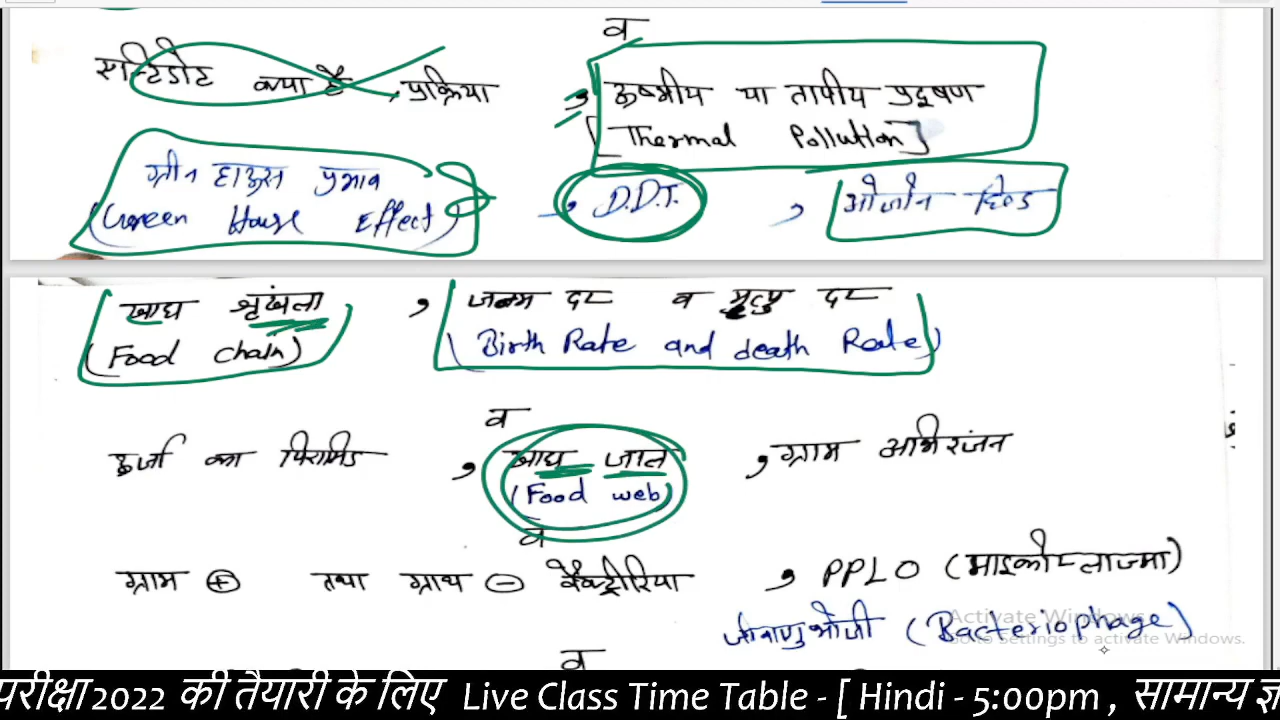 व
एन्टिडोट क्या है , प्रक्रिया , ऊष्मीय या तापीय प्रदूषण
[Thermal Pollution]
ग्रीन हाऊस प्रभाव , D.D.T. , ओजोन शिल्ड
(Green House Effect)
खाद्य श्रृखंला , जन्म दर व मृत्यु दर
(Food Chain) (Birth Rate and death Rate)
व
ऊर्जा का पिरामिड , खाद्य जाल , ग्राम अभिरंजन
(Food web)
व
ग्राम ⊕ तथा ग्राम ⊖ बैक्टीरिया , PPLO (माइकोप्लाज्मा)
जीवाणुभोजी (Bacteriophage)
व
Activate Windows
Go to Settings to activate Windows.
परीक्षा 2022 की तैयारी के लिए Live Class Time Table - [ Hindi - 5:00pm , सामान्य ज्ञ